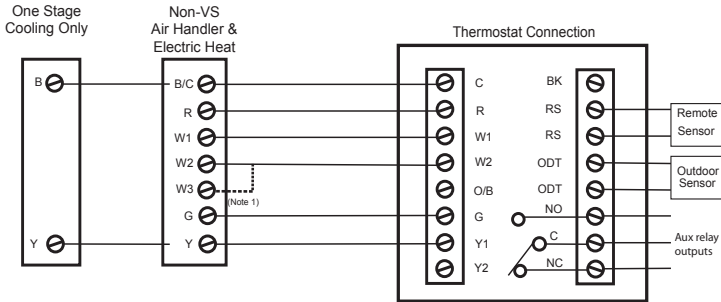 One Stage
Cooling Only
Non-VS
Air Handler &
Electric Heat
Thermostat Connection
B
Y
B/C
R
W1
W2
W3
(Note 1)
G
Y
C
R
W1
W2
O/B
G
Y1
Y2
BK
RS
RS
ODT
ODT
NO
C
NC
Remote
Sensor
Outdoor
Sensor
Aux relay
outputs